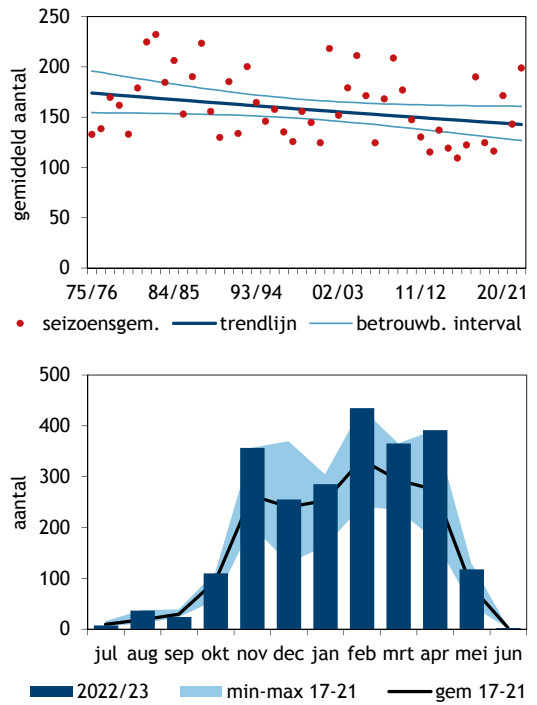 gemiddeld aantal
250
200
150
100
50
0
75/76 84/85 93/94 02/03 11/12 20/21
seizoensgem. trendlijn betrouwb. interval
aantal
500
400
300
200
100
0
jul aug sep okt nov dec jan feb mrt apr mei jun
2022/23 min-max 17-21 gem 17-21